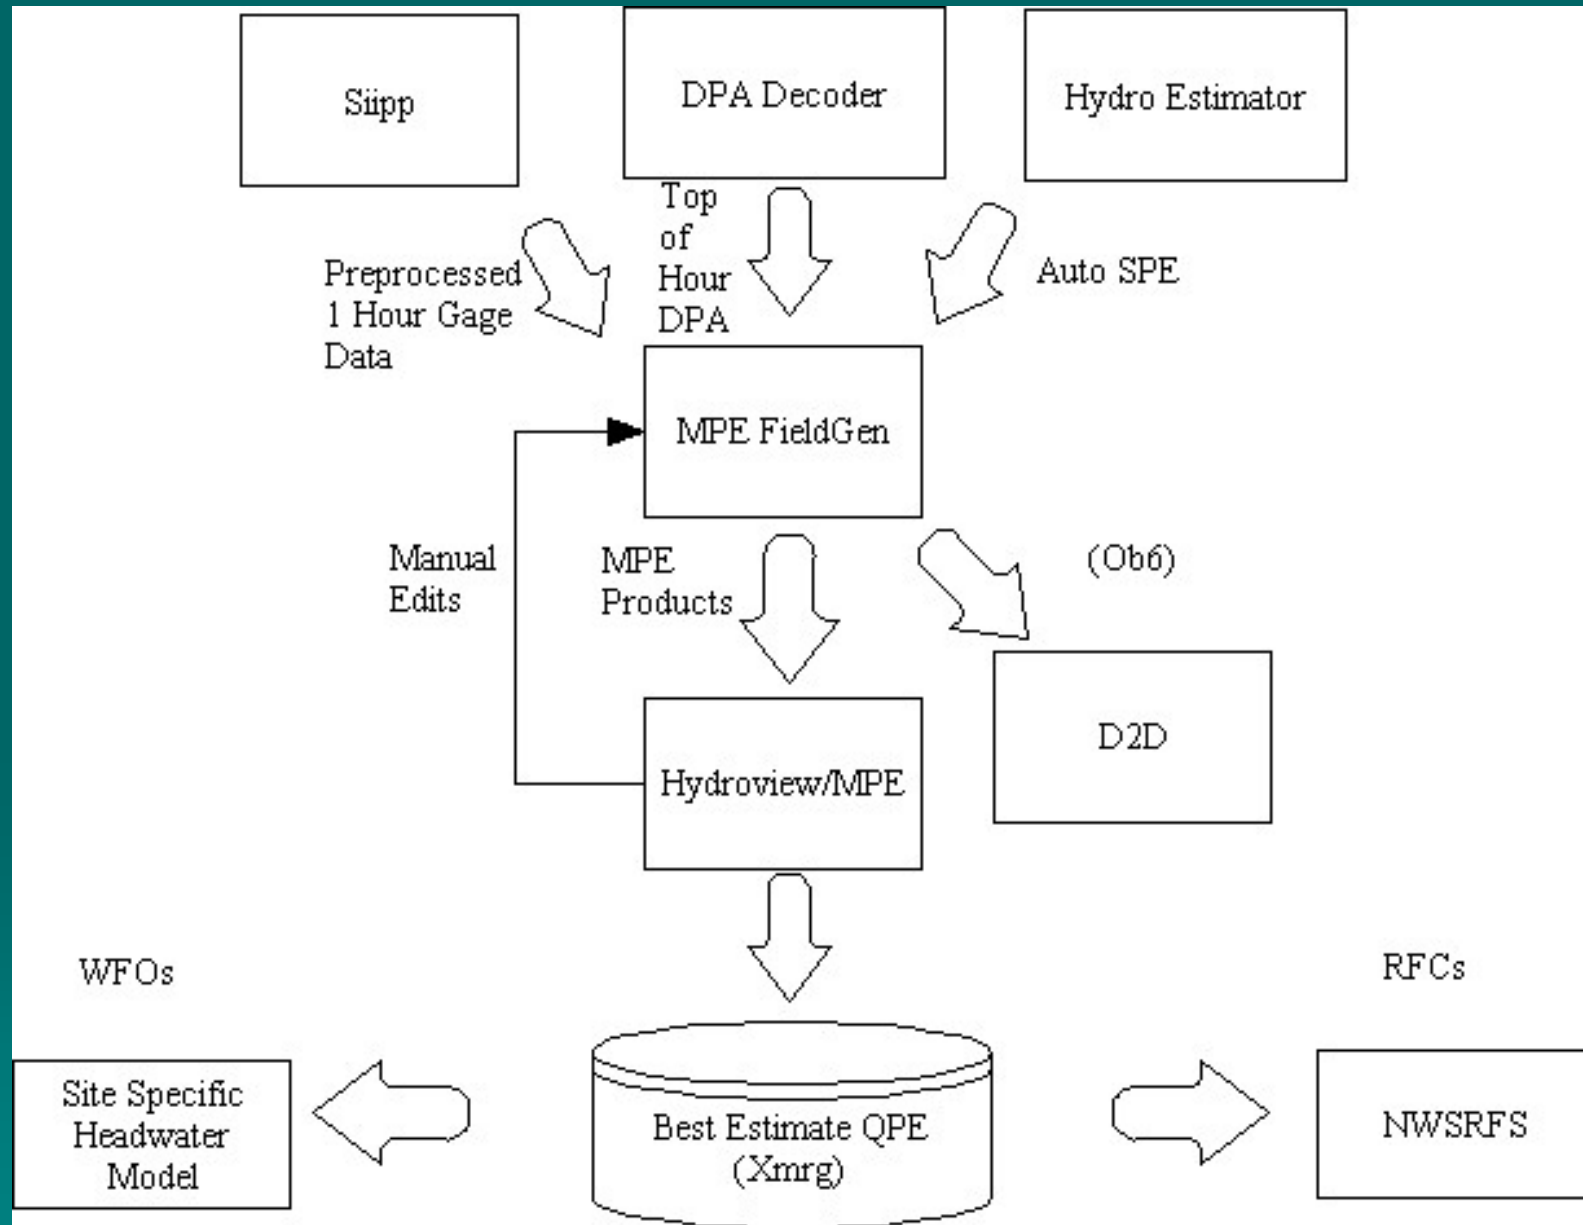 Siipp
DPA Decoder
Hydro Estimator
Preprocessed
1 Hour Gage
Data
Top
of
Hour
DPA
Auto SPE
MPE FieldGen
Manual
Edits
MPE
Products
(Ob6)
D2D
Hydroview/MPE
WFOs
RFCs
Site Specific
Headwater
Model
Best Estimate QPE
(Xmrg)
NWSRFS